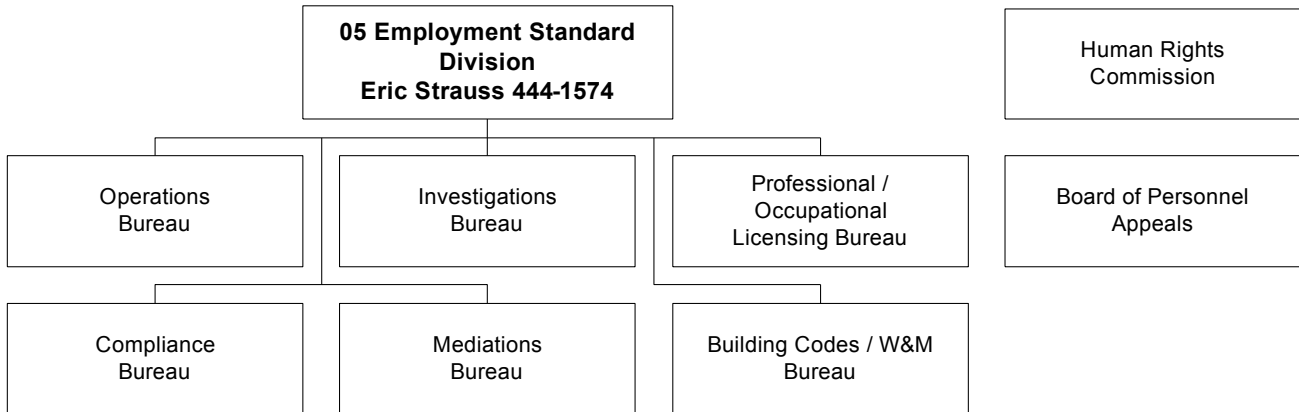 05 Employment Standard
Division
Eric Strauss 444-1574
Human Rights
Commission
Operations
Bureau
Investigations
Bureau
Professional /
Occupational
Licensing Bureau
Board of Personnel
Appeals
Compliance
Bureau
Mediations
Bureau
Building Codes / W&M
Bureau